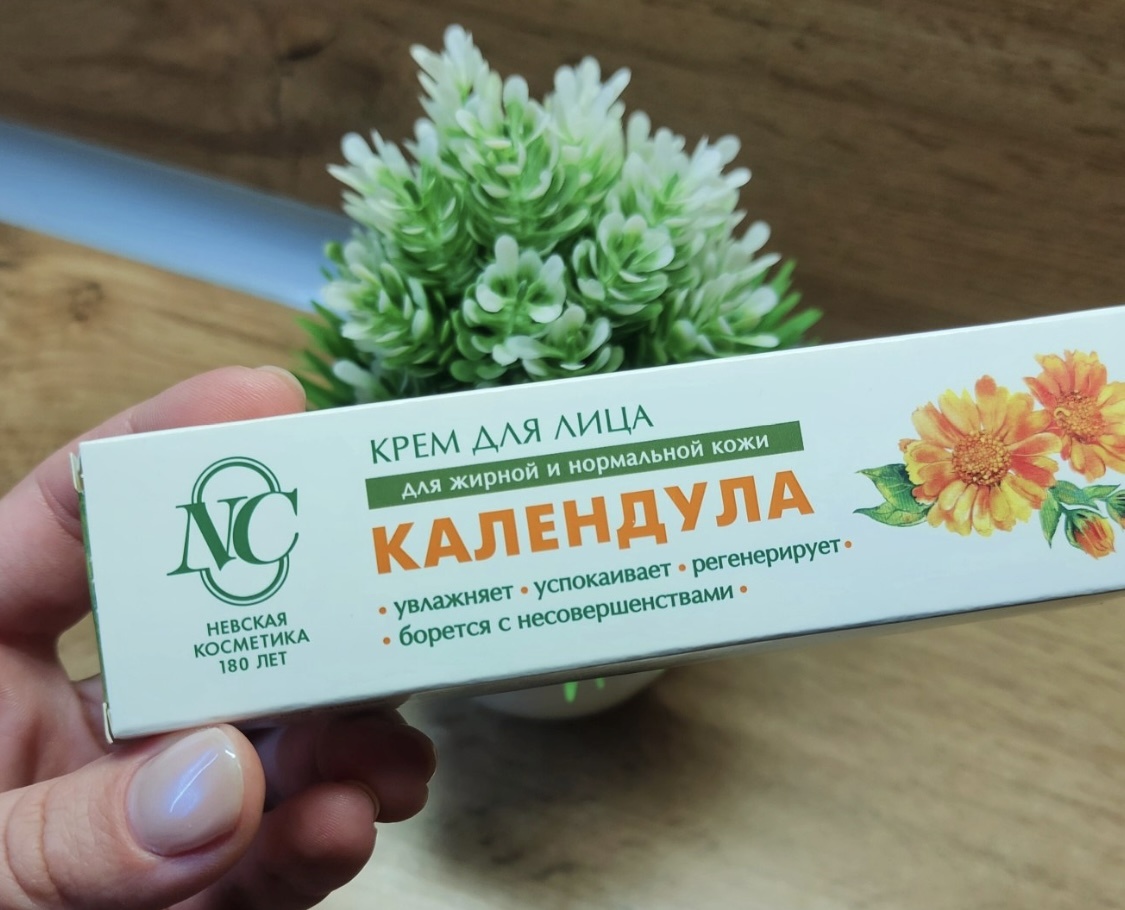 NC
НЕВСКАЯ
КОСМЕТИКА
180 ЛЕТ
КРЕМ ДЛЯ ЛИЦА
для жирной и нормальной кожи
КАЛЕНДУЛА
• увлажняет • успокаивает • регенерирует •
• борется с несовершенствами •